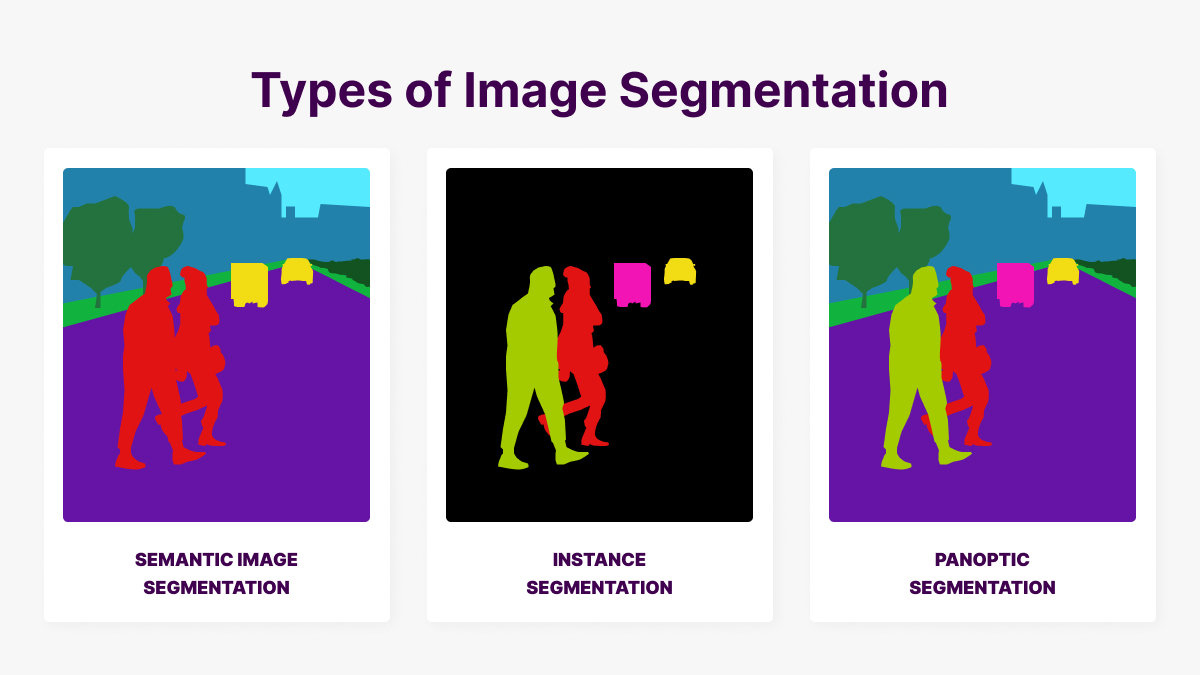 Types of Image Segmentation
SEMANTIC IMAGE
SEGMENTATION
INSTANCE
SEGMENTATION
PANOPTIC
SEGMENTATION